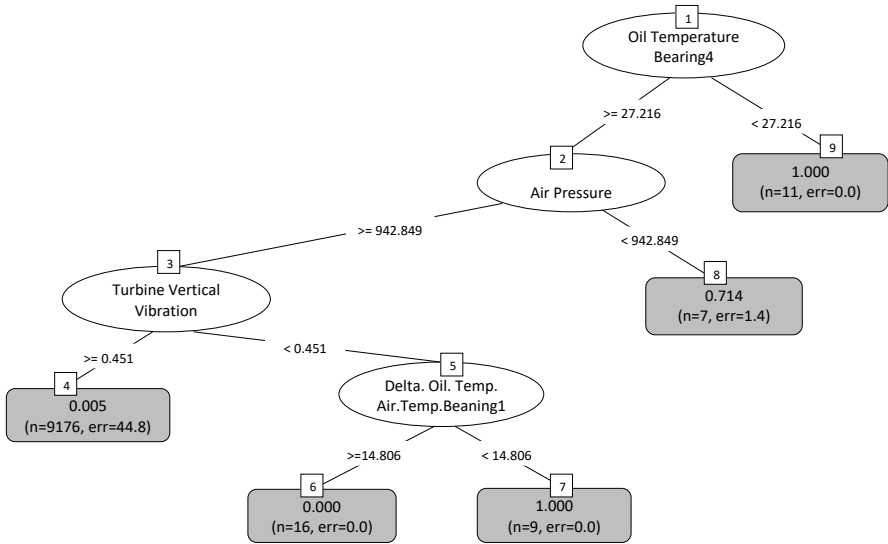 1
Oil Temperature
Bearing4
>= 27.216
< 27.216
2
Air Pressure
9
1.000
(n=11, err=0.0)
>= 942.849
< 942.849
3
Turbine Vertical
Vibration
8
0.714
(n=7, err=1.4)
>= 0.451
< 0.451
4
0.005
(n=9176, err=44.8)
5
Delta. Oil. Temp.
Air.Temp.Beaning1
>=14.806
< 14.806
6
0.000
(n=16, err=0.0)
7
1.000
(n=9, err=0.0)